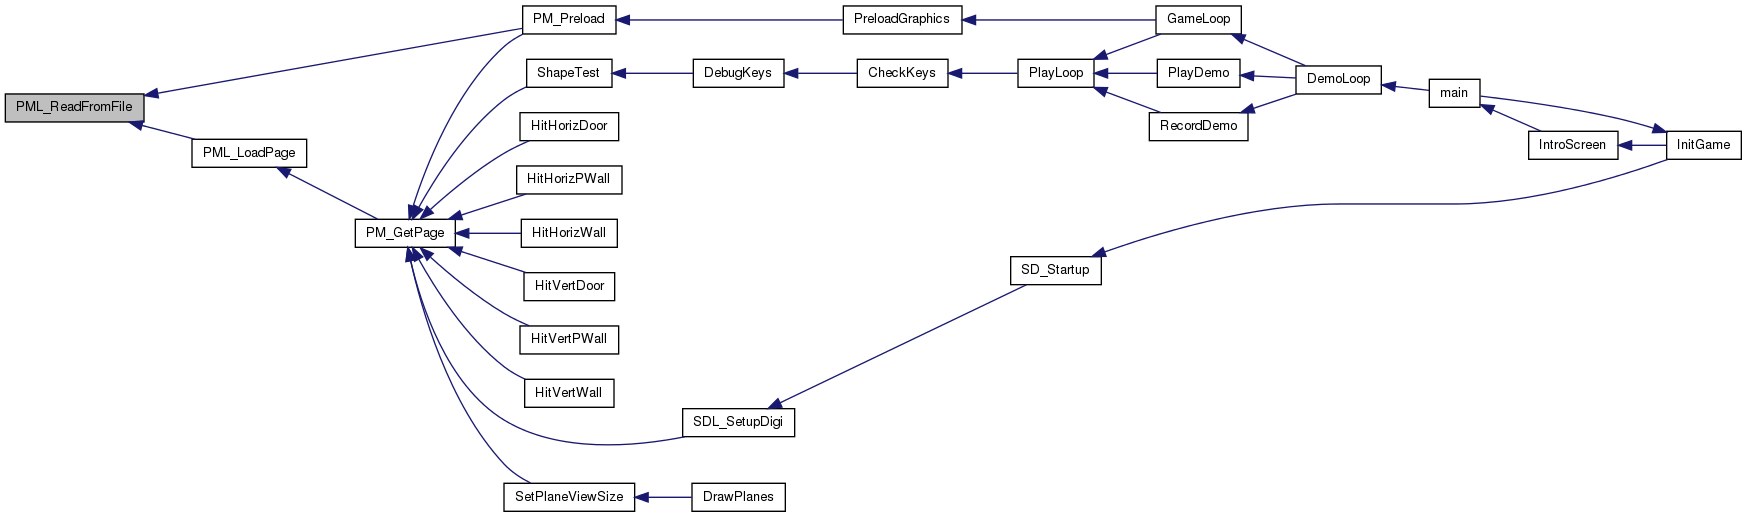 PML_ReadFromFile
PML_LoadPage
PM_GetPage
PM_Preload
ShapeTest
HitHorizDoor
HitHorizPWall
HitHorizWall
HitVertDoor
HitVertPWall
HitVertWall
SetPlaneViewSize
SDL_SetupDigi
DrawPlanes
DebugKeys
PreloadGraphics
CheckKeys
SD_Startup
PlayLoop
GameLoop
PlayDemo
RecordDemo
DemoLoop
main
IntroScreen
InitGame